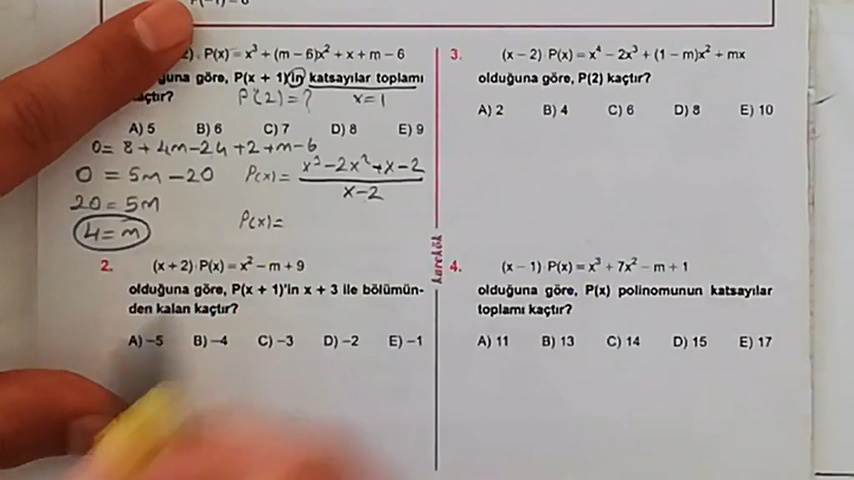 P(x) = x³ + (m – 6)x² + x + m – 6
göre, P(x + 1)'in katsayılar toplamı
P(2) = ? x=1
A) 5 B) 6 C) 7 D) 8 E) 9
0= 8 + 4m-24 +2+m-6
0 = 5m -20
P(x)= x³-2x²+x-2
x-2
20=5m
P(x)=
4=m
2. (x + 2) P(x) = x² – m + 9
olduğuna göre, P(x + 1)'in x + 3 ile bölümün-
den kalan kaçtır?
A) –5 B) –4 C) –3 D) –2 E) –1
karekök
3. (x – 2) P(x) = x⁴ – 2x³ + (1 – m)x² + mx
olduğuna göre, P(2) kaçtır?
A) 2 B) 4 C) 6 D) 8 E) 10
4. (x – 1) P(x) = x³ + 7x² – m + 1
olduğuna göre, P(x) polinomunun katsayılar
toplamı kaçtır?
A) 11 B) 13 C) 14 D) 15 E) 17